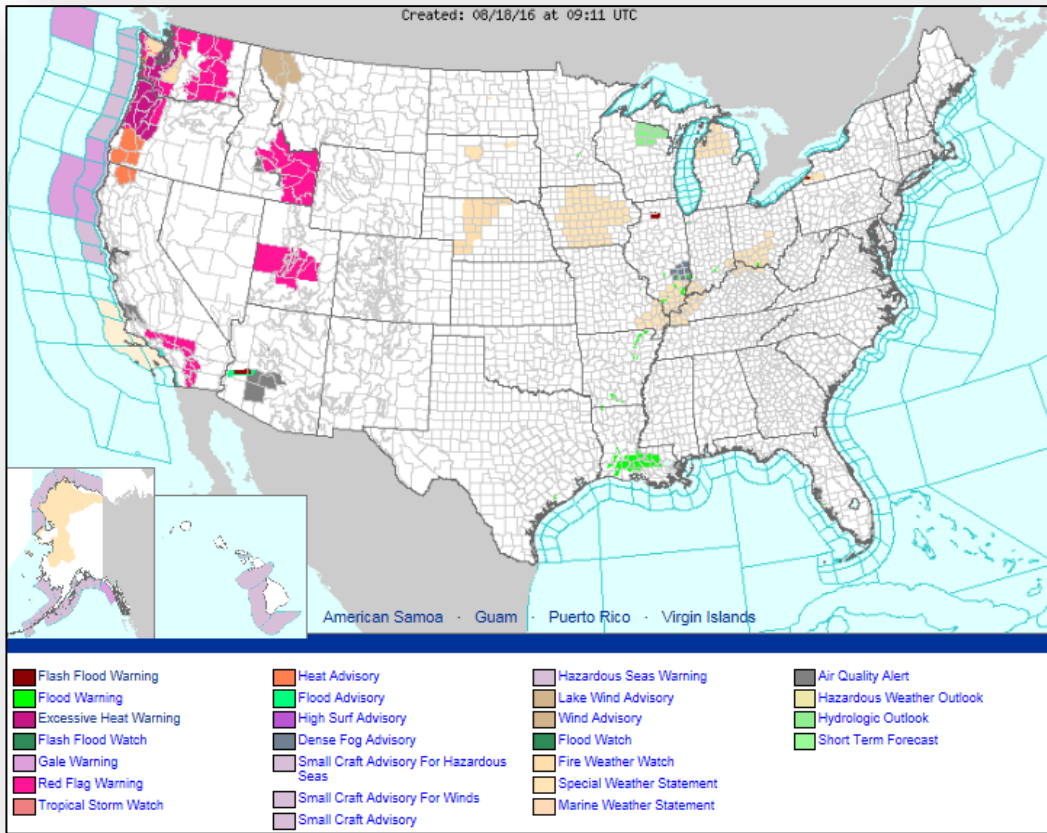 Created: 08/18/16 at 09:11 UTC
American Samoa · Guam · Puerto Rico · Virgin Islands
Flash Flood Warning
Flood Warning
Excessive Heat Warning
Flash Flood Watch
Gale Warning
Red Flag Warning
Tropical Storm Watch
Heat Advisory
Flood Advisory
High Surf Advisory
Dense Fog Advisory
Small Craft Advisory For Hazardous
Seas
Small Craft Advisory For Winds
Small Craft Advisory
Hazardous Seas Warning
Lake Wind Advisory
Wind Advisory
Flood Watch
Fire Weather Watch
Special Weather Statement
Marine Weather Statement
Air Quality Alert
Hazardous Weather Outlook
Hydrologic Outlook
Short Term Forecast